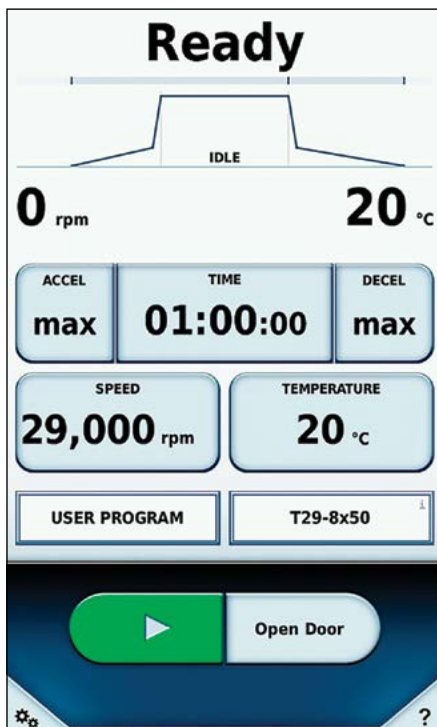 Ready
IDLE
0 rpm 20 °C
ACCEL TIME DECEL
max 01:00:00 max
SPEED TEMPERATURE
29,000 rpm 20 °C
USER PROGRAM T29-8x50 i
Open Door
?